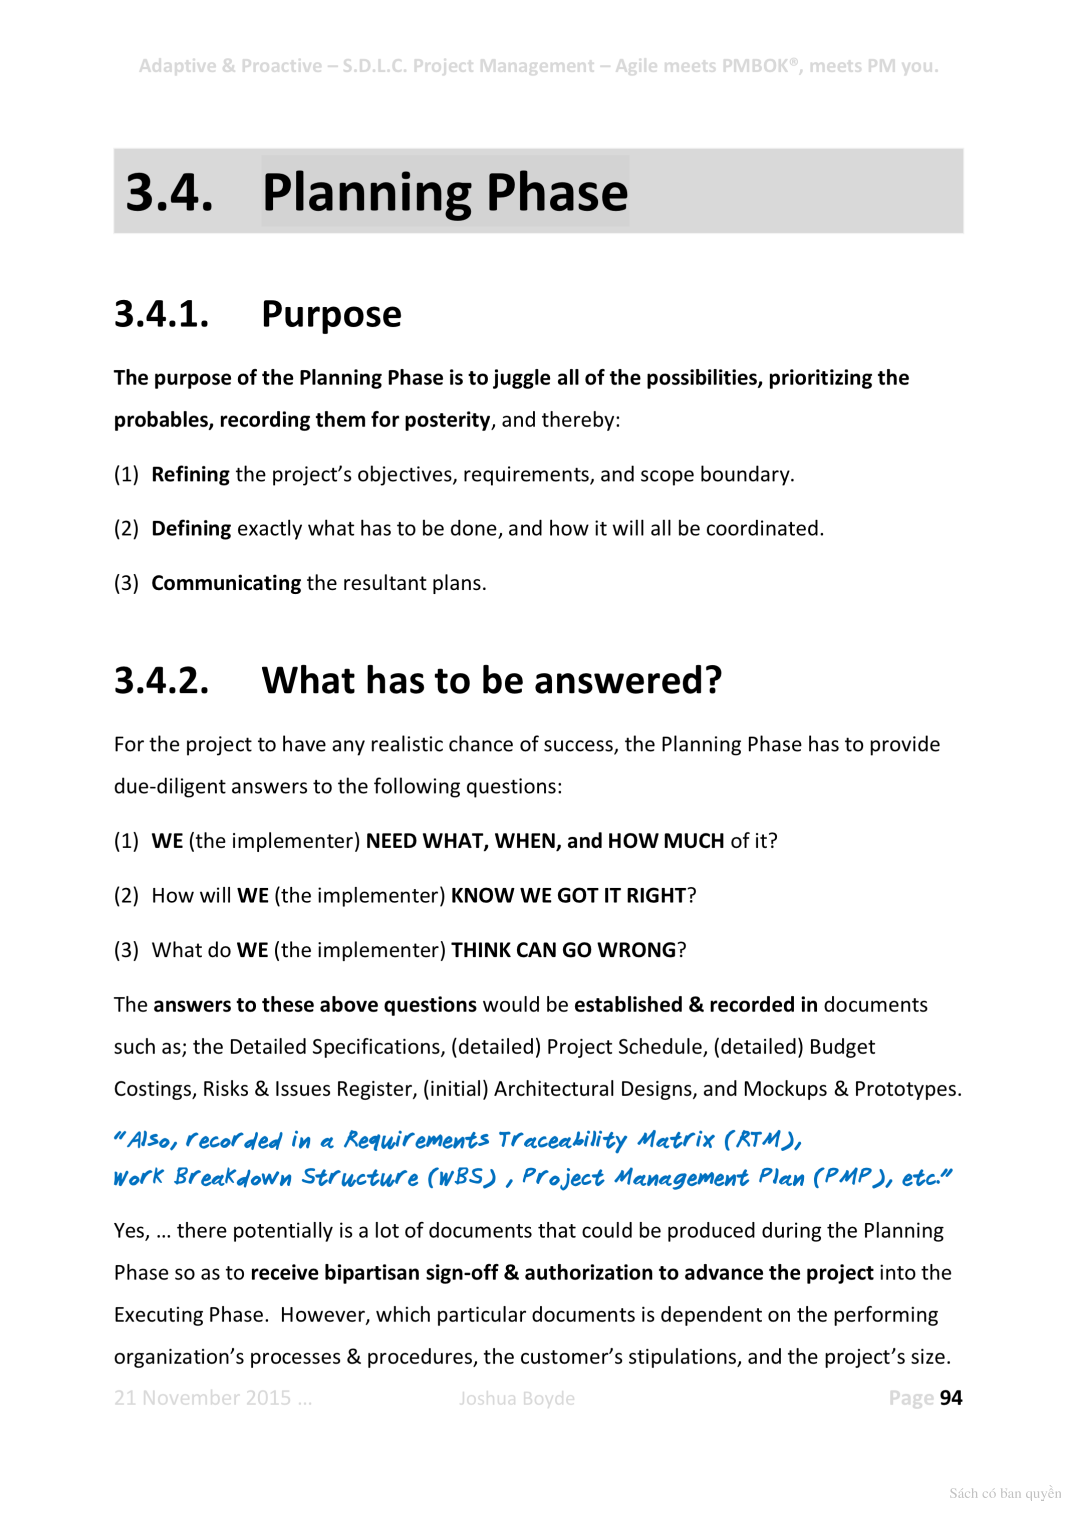 Adaptive & Proactive – S.D.L.C. Project Management – Agile meets PMBOK®, meets PM you.
3.4. Planning Phase
3.4.1. Purpose
The purpose of the Planning Phase is to juggle all of the possibilities, prioritizing the
probables, recording them for posterity, and thereby:
(1) Refining the project’s objectives, requirements, and scope boundary.
(2) Defining exactly what has to be done, and how it will all be coordinated.
(3) Communicating the resultant plans.
3.4.2. What has to be answered?
For the project to have any realistic chance of success, the Planning Phase has to provide
due-diligent answers to the following questions:
(1) WE (the implementer) NEED WHAT, WHEN, and HOW MUCH of it?
(2) How will WE (the implementer) KNOW WE GOT IT RIGHT?
(3) What do WE (the implementer) THINK CAN GO WRONG?
The answers to these above questions would be established & recorded in documents
such as; the Detailed Specifications, (detailed) Project Schedule, (detailed) Budget
Costings, Risks & Issues Register, (initial) Architectural Designs, and Mockups & Prototypes.
"Also, recorded in a Requirements Traceability Matrix (RTM),
Work Breakdown Structure (WBS) , Project Management Plan (PMP), etc."
Yes, … there potentially is a lot of documents that could be produced during the Planning
Phase so as to receive bipartisan sign-off & authorization to advance the project into the
Executing Phase. However, which particular documents is dependent on the performing
organization’s processes & procedures, the customer’s stipulations, and the project’s size.
21 November 2015 … Joshua Boyde Page 94
Sách có bản quyền